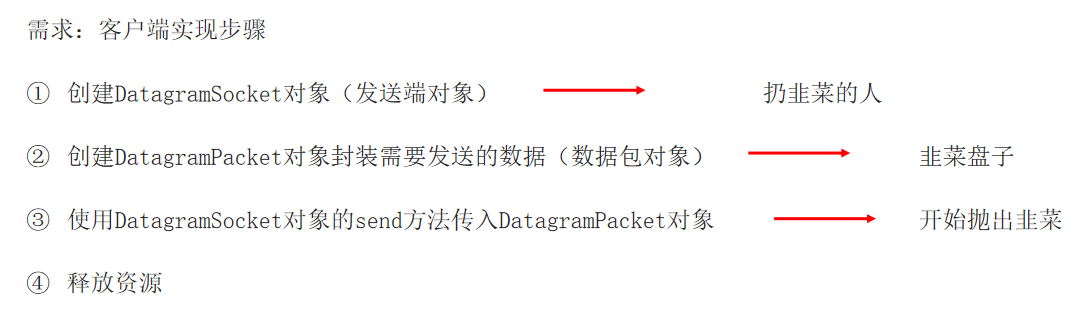 需求：客户端实现步骤
① 创建DatagramSocket对象（发送端对象） 扔韭菜的人
② 创建DatagramPacket对象封装需要发送的数据（数据包对象） 韭菜盘子
③ 使用DatagramSocket对象的send方法传入DatagramPacket对象 开始抛出韭菜
④ 释放资源